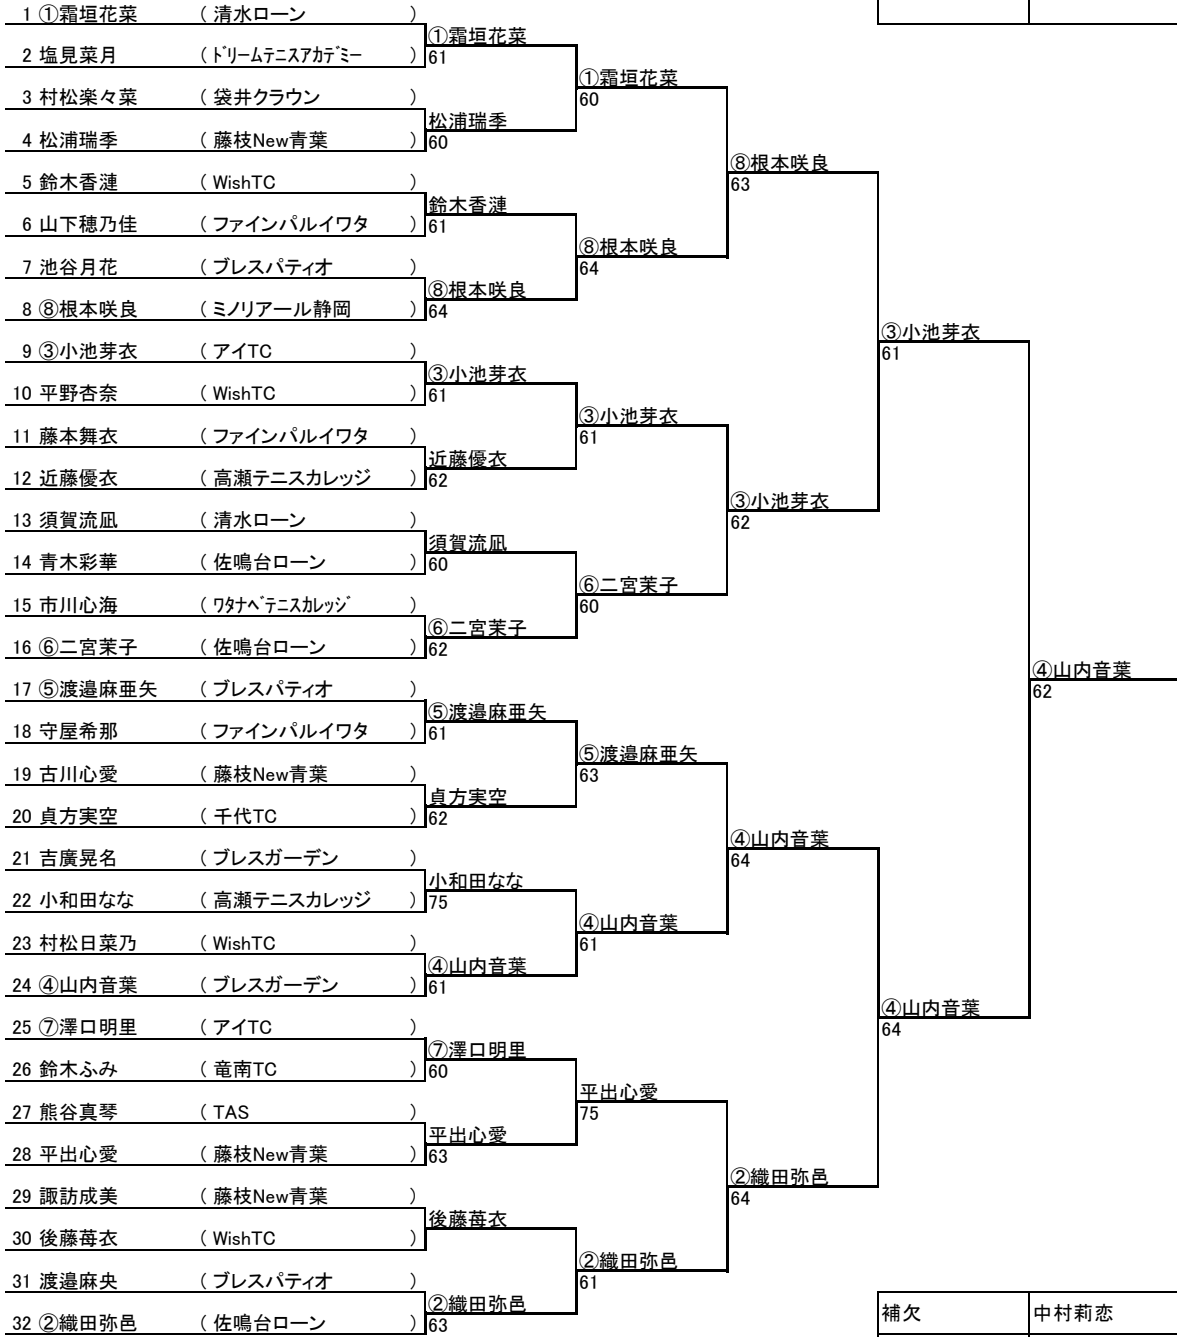 1 ①霜垣花菜 ( 清水ローン )
2 塩見菜月 ( ﾄﾞﾘｰﾑﾃﾆｽｱｶﾃﾞﾐｰ )
3 村松楽々菜 ( 袋井クラウン )
4 松浦瑞季 ( 藤枝New青葉 )
5 鈴木香漣 ( WishTC )
6 山下穂乃佳 ( ファインパルイワタ )
7 池谷月花 ( ブレスパティオ )
8 ⑧根本咲良 ( ミノリアール静岡 )
9 ③小池芽衣 ( アイTC )
10 平野杏奈 ( WishTC )
11 藤本舞衣 ( ファインパルイワタ )
12 近藤優衣 ( 高瀬テニスカレッジ )
13 須賀流凪 ( 清水ローン )
14 青木彩華 ( 佐鳴台ローン )
15 市川心海 ( ﾜﾀﾅﾍﾞﾃﾆｽｶﾚｯｼﾞ )
16 ⑥二宮茉子 ( 佐鳴台ローン )
17 ⑤渡邉麻亜矢 ( ブレスパティオ )
18 守屋希那 ( ファインパルイワタ )
19 古川心愛 ( 藤枝New青葉 )
20 貞方実空 ( 千代TC )
21 吉廣晃名 ( ブレスガーデン )
22 小和田なな ( 高瀬テニスカレッジ )
23 村松日菜乃 ( WishTC )
24 ④山内音葉 ( ブレスガーデン )
25 ⑦澤口明里 ( アイTC )
26 鈴木ふみ ( 竜南TC )
27 熊谷真琴 ( TAS )
28 平出心愛 ( 藤枝New青葉 )
29 諏訪成美 ( 藤枝New青葉 )
30 後藤苺衣 ( WishTC )
31 渡邉麻央 ( ブレスパティオ )
32 ②織田弥邑 ( 佐鳴台ローン )
①霜垣花菜
61
松浦瑞季
60
鈴木香漣
61
⑧根本咲良
64
③小池芽衣
61
近藤優衣
62
須賀流凪
60
⑥二宮茉子
62
⑤渡邉麻亜矢
61
貞方実空
62
小和田なな
75
④山内音葉
61
⑦澤口明里
60
平出心愛
63
後藤苺衣
②織田弥邑
63
①霜垣花菜
60
⑧根本咲良
64
③小池芽衣
61
⑥二宮茉子
60
⑤渡邉麻亜矢
63
④山内音葉
61
平出心愛
75
②織田弥邑
61
⑧根本咲良
63
③小池芽衣
62
④山内音葉
64
②織田弥邑
64
③小池芽衣
61
④山内音葉
64
④山内音葉
62
補欠 中村莉恋